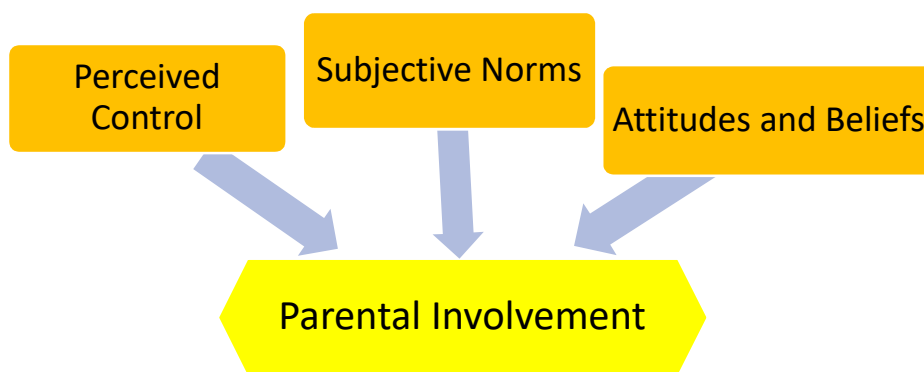 Perceived
Control
Subjective Norms
Attitudes and Beliefs
Parental Involvement